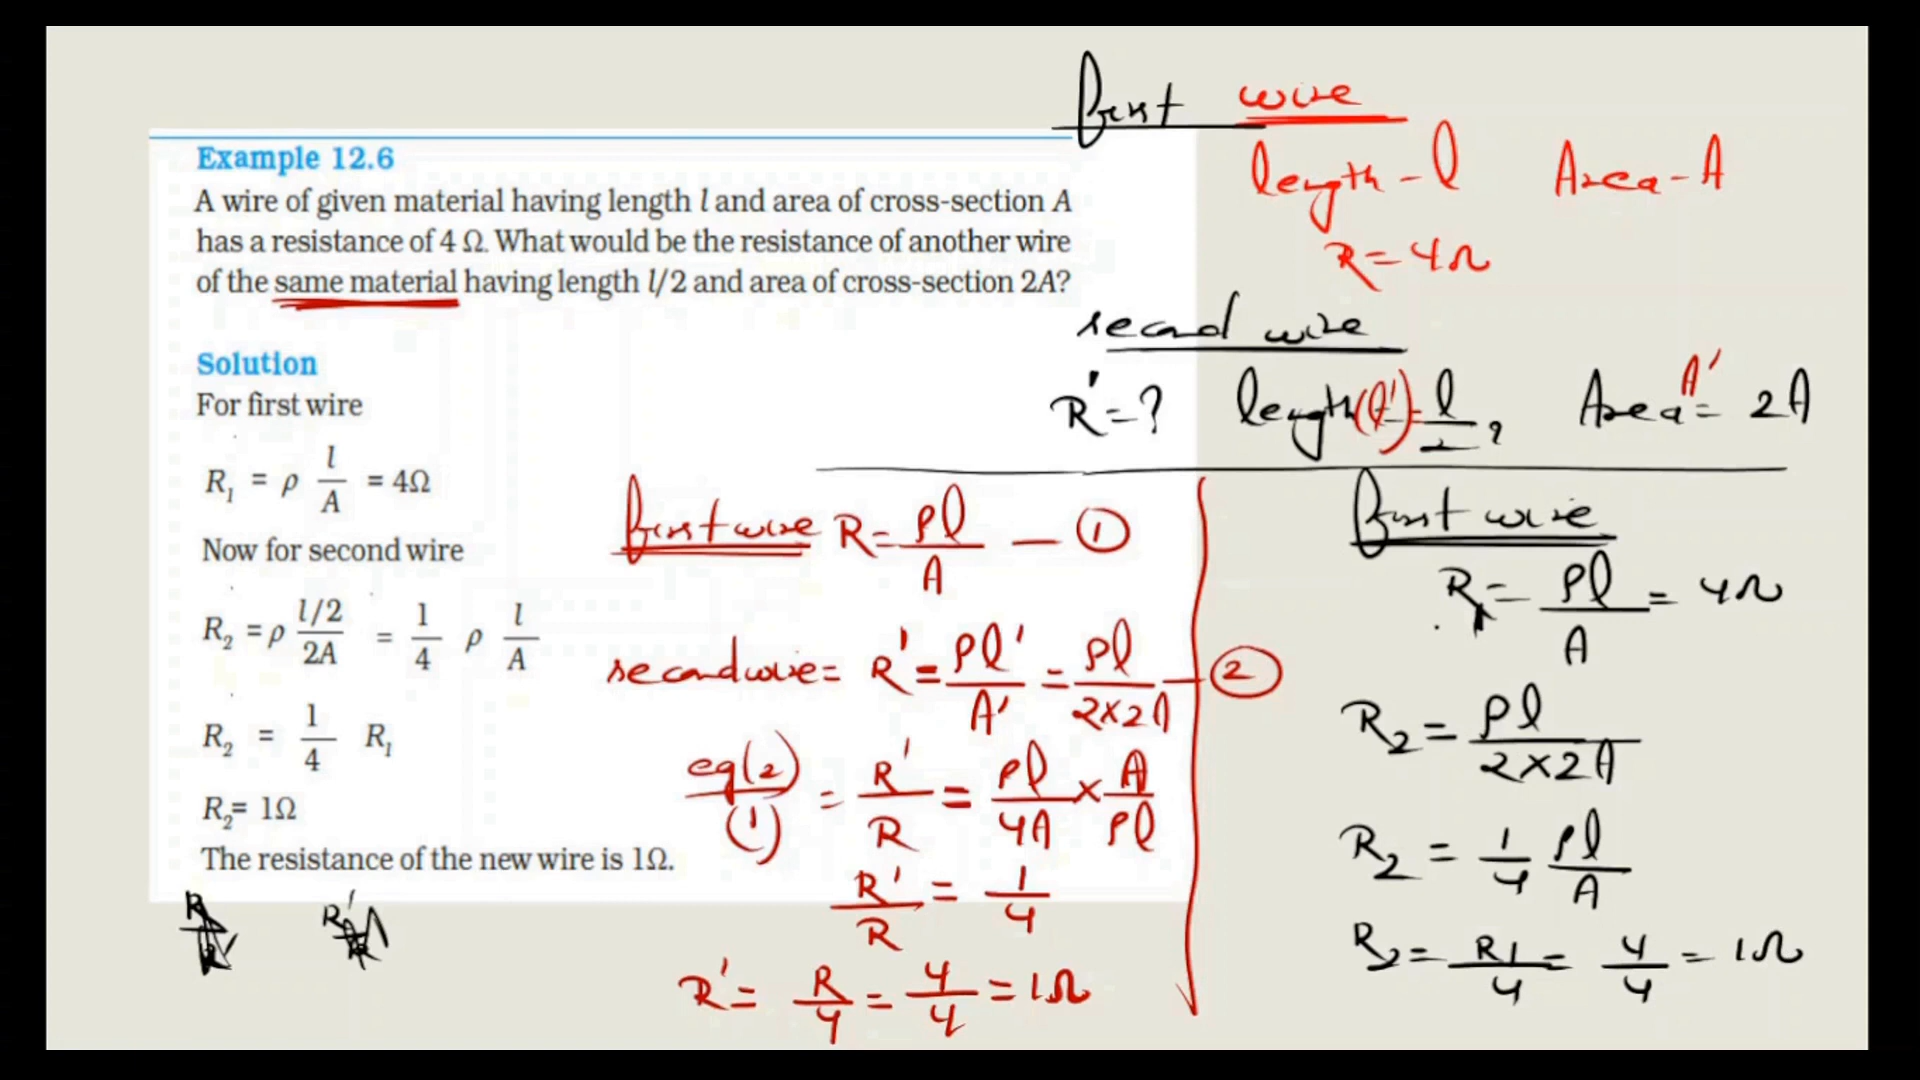 Example 12.6
A wire of given material having length l and area of cross-section A
has a resistance of 4 Ω. What would be the resistance of another wire
of the same material having length l/2 and area of cross-section 2A?
Solution
For first wire
R₁ = ρ l/A = 4Ω
Now for second wire
R₂ = ρ (l/2)/2A = 1/4 ρ l/A
R₂ = 1/4 R₁
R₂= 1Ω
The resistance of the new wire is 1Ω.
first wire
length - l Area - A
R = 4Ω
second wire
R' = ? length (l') = l/2, Area A' = 2A
first wire R = ρl/A — ①
second wire = R' = ρl'/A' = ρl/2×2A — ②
eq(2)/(1) = R'/R = ρl/4A × A/ρl
R'/R = 1/4
R' = R/4 = 4/4 = 1Ω
first wire
R₁ = ρl/A = 4Ω
R₂ = ρl/2×2A
R₂ = 1/4 ρl/A
R₂ = R₁/4 = 4/4 = 1Ω